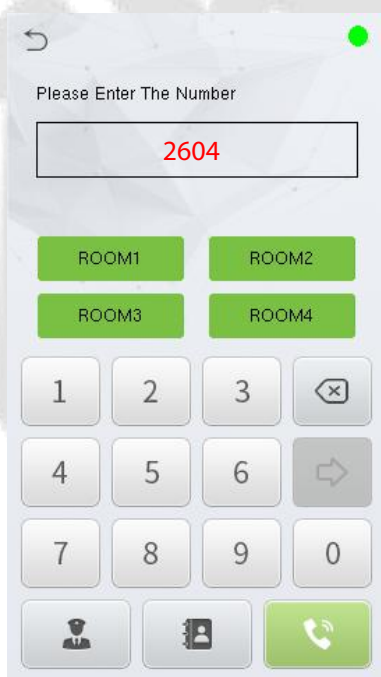 Please Enter The Number
2604
ROOM1 ROOM2
ROOM3 ROOM4
1 2 3
4 5 6
7 8 9 0